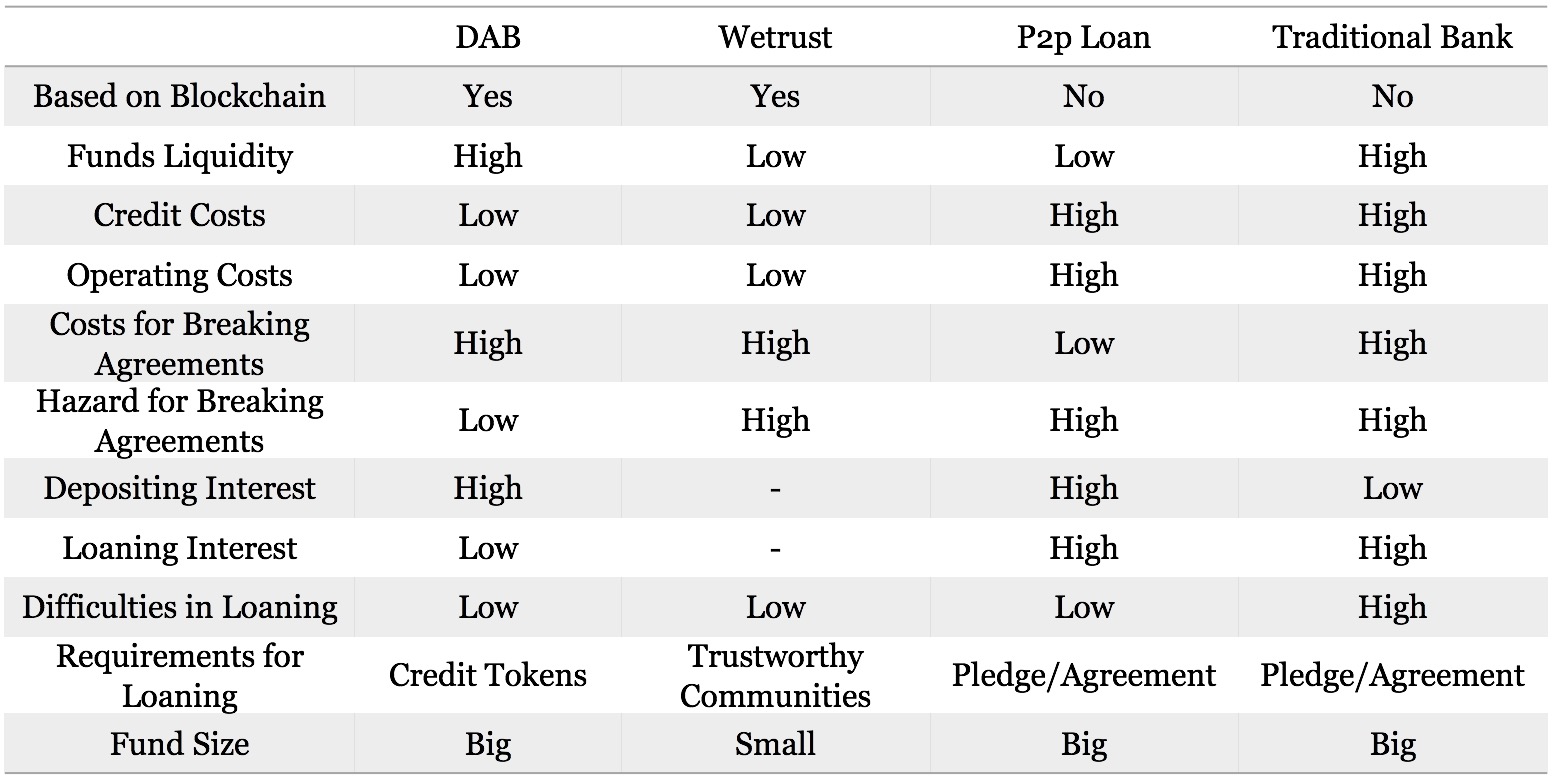 DAB Wetrust P2p Loan Traditional Bank
Based on Blockchain Yes Yes No No
Funds Liquidity High Low Low High
Credit Costs Low Low High High
Operating Costs Low Low High High
Costs for Breaking
Agreements High High Low High
Hazard for Breaking
Agreements Low High High High
Depositing Interest High - High Low
Loaning Interest Low - High High
Difficulties in Loaning Low Low Low High
Requirements for
Loaning Credit Tokens Trustworthy
Communities Pledge/Agreement Pledge/Agreement
Fund Size Big Small Big Big